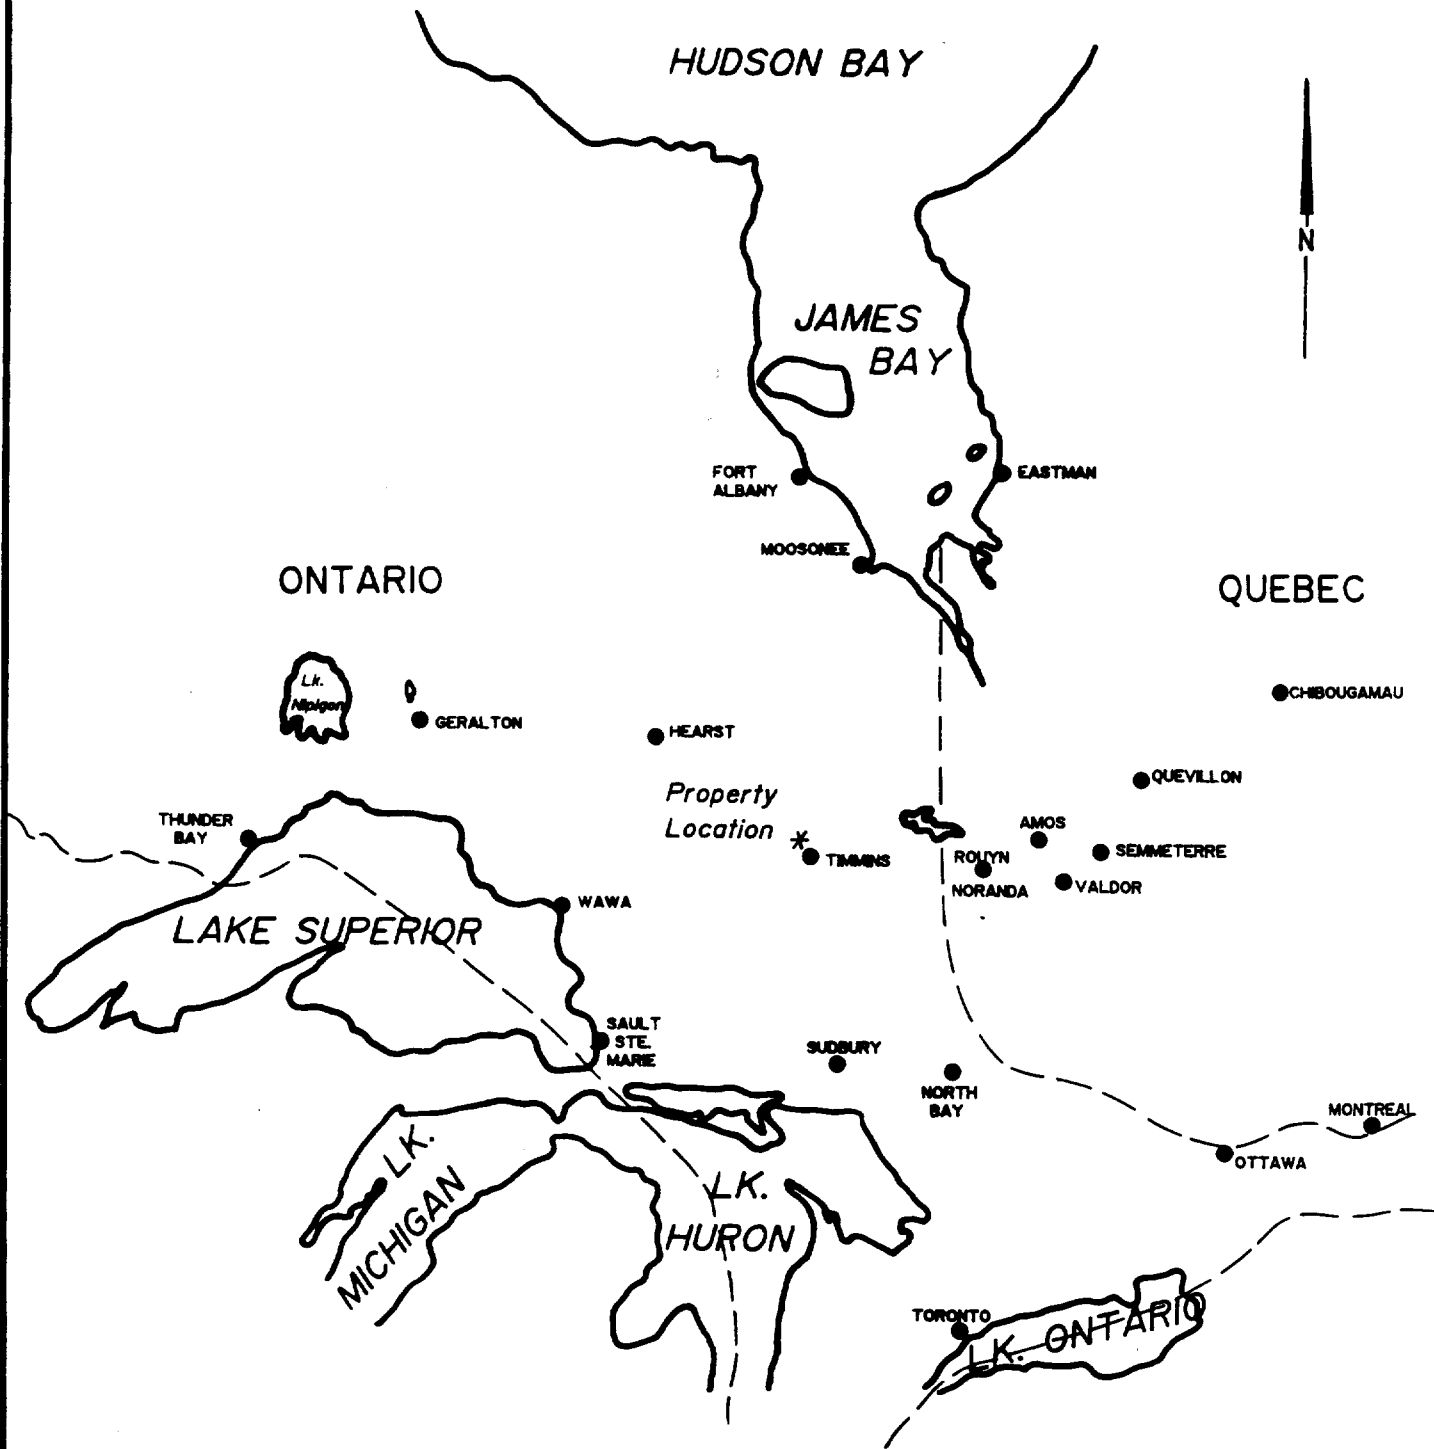 HUDSON BAY
N
JAMES
BAY
FORT
ALBANY
EASTMAN
MOOSONEE
ONTARIO
QUEBEC
Lk.
Nipigon
GERALTON
HEARST
CHIBOUGAMAU
QUEVILLON
Property
Location
*
THUNDER
BAY
TIMMINS
AMOS
ROUYN
NORANDA
SEMMETERRE
VALDOR
WAWA
LAKE SUPERIOR
SAULT
STE.
MARIE
SUDBURY
NORTH
BAY
MONTREAL
OTTAWA
LK.
MICHIGAN
LK.
HURON
TORONTO
LK. ONTARIO